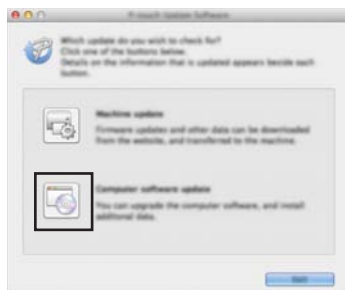 P-touch Update Software
Which update do you wish to check for?
Click one of the buttons below.
Details on the information that is updated appears beside each
button.
Machine update
Firmware updates and other data can be downloaded
from the website, and transferred to the machine.
Computer software update
You can upgrade the computer software, and install
additional data.
Exit